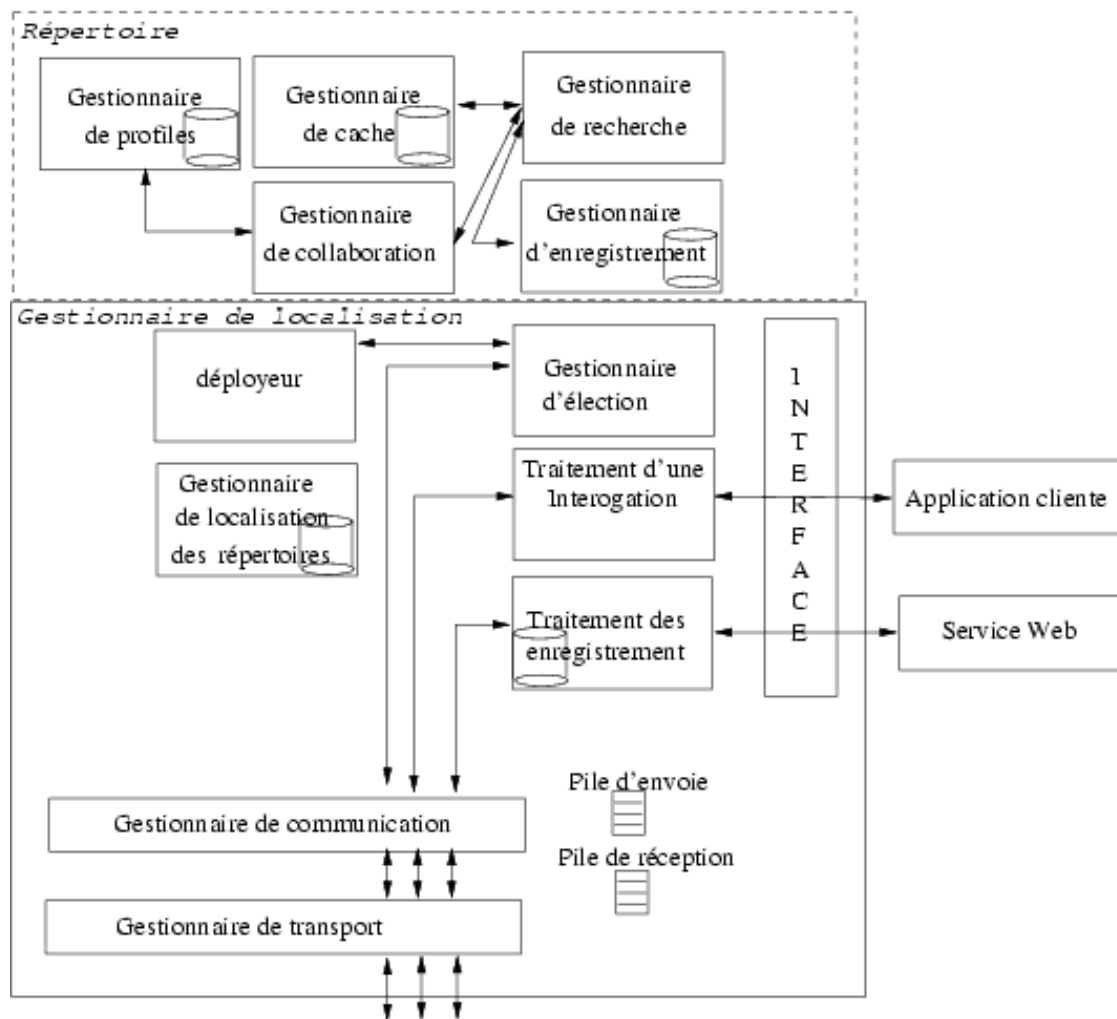 Répertoire
Gestionnaire
de profiles
Gestionnaire
de cache
Gestionnaire
de recherche
Gestionnaire
de collaboration
Gestionnaire
d'enregistrement
Gestionnaire de localisation
déployeur
Gestionnaire
d'élection
Gestionnaire
de localisation
des répertoires
Traitement d'une
Interogation
Traitement des
enregistrement
INTERFACE
Application cliente
Service Web
Pile d'envoie
Gestionnaire de communication
Pile de réception
Gestionnaire de transport